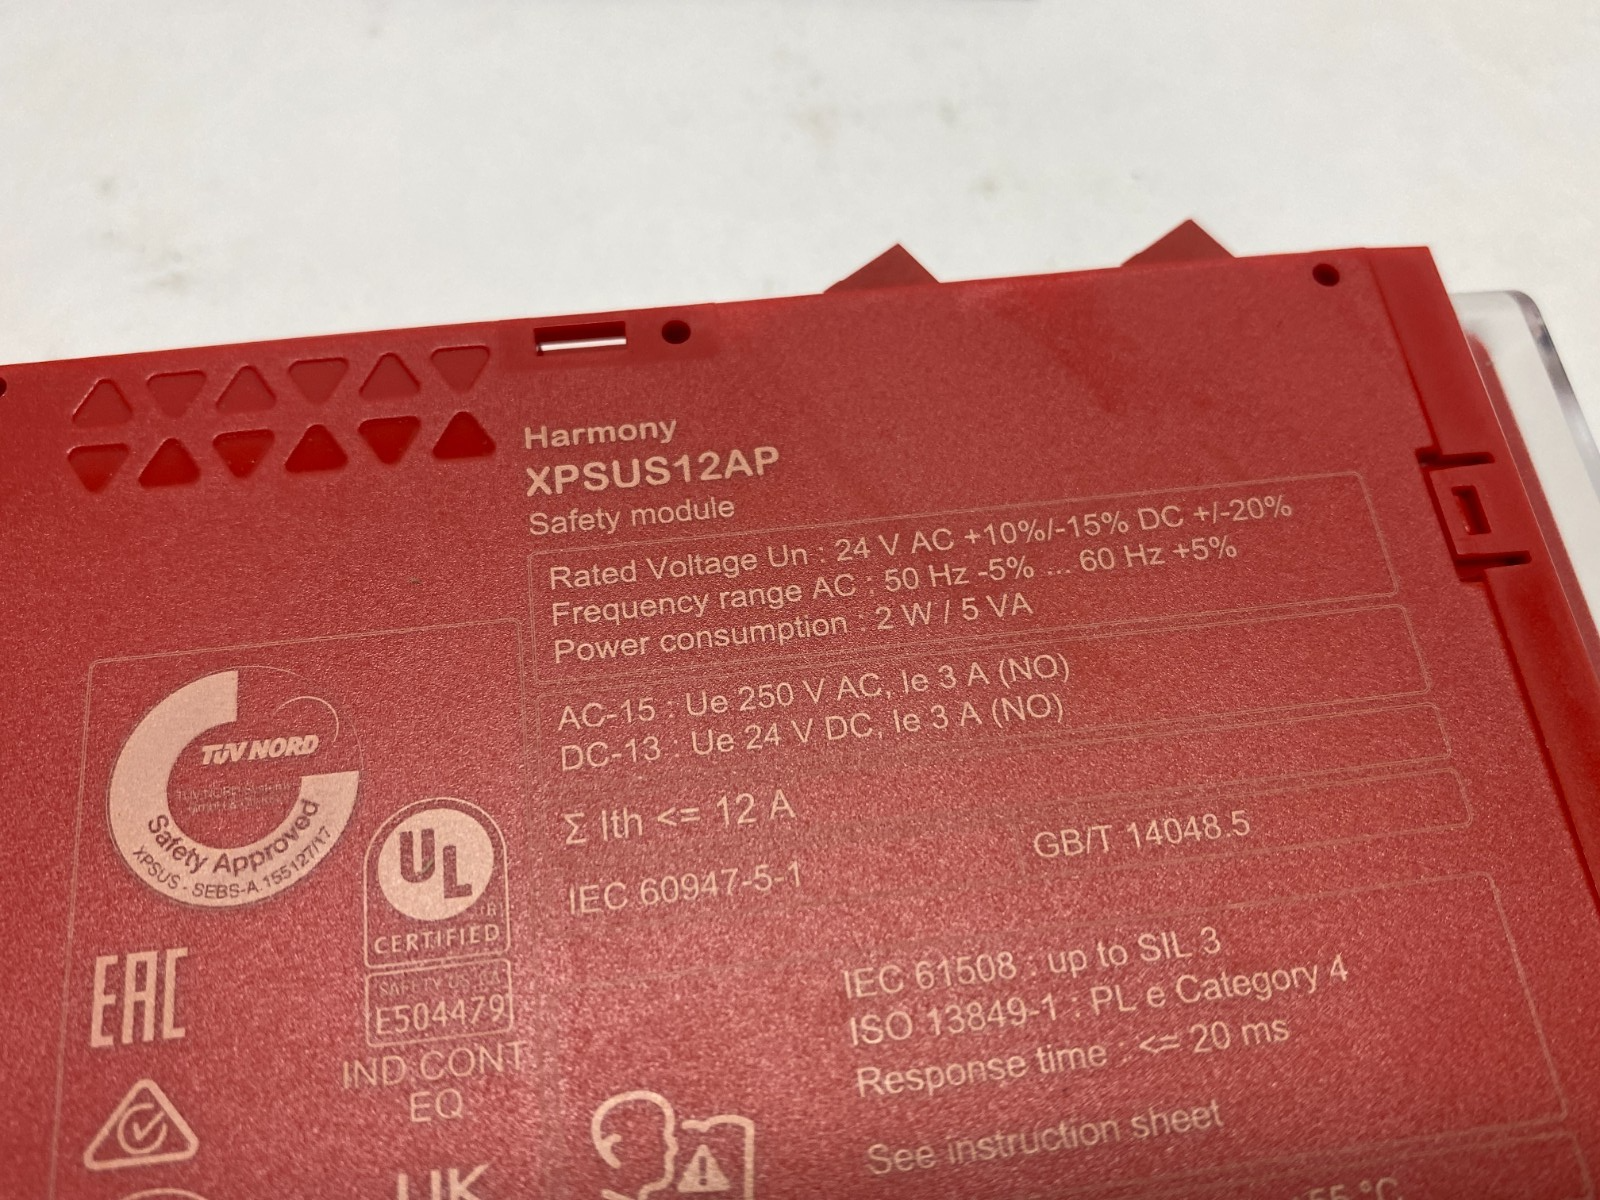 Harmony
XPSUS12AP
Safety module
Rated Voltage Un : 24 V AC +10%/-15% DC +/-20%
Frequency range AC : 50 Hz -5% ... 60 Hz +5%
Power consumption : 2 W / 5 VA
AC-15 : Ue 250 V AC, Ie 3 A (NO)
DC-13 : Ue 24 V DC, Ie 3 A (NO)
Σ Ith <= 12 A
IEC 60947-5-1
GB/T 14048.5
IEC 61508 : up to SIL 3
ISO 13849-1 : PL e Category 4
Response time : <= 20 ms
See instruction sheet
55 °C
TÜV NORD
Safety Approved
XPSUS - SEBS-A.155127/17
UL
CERTIFIED
SAFETY US-CA
E504479
IND.CONT.
EQ
EAC
UK